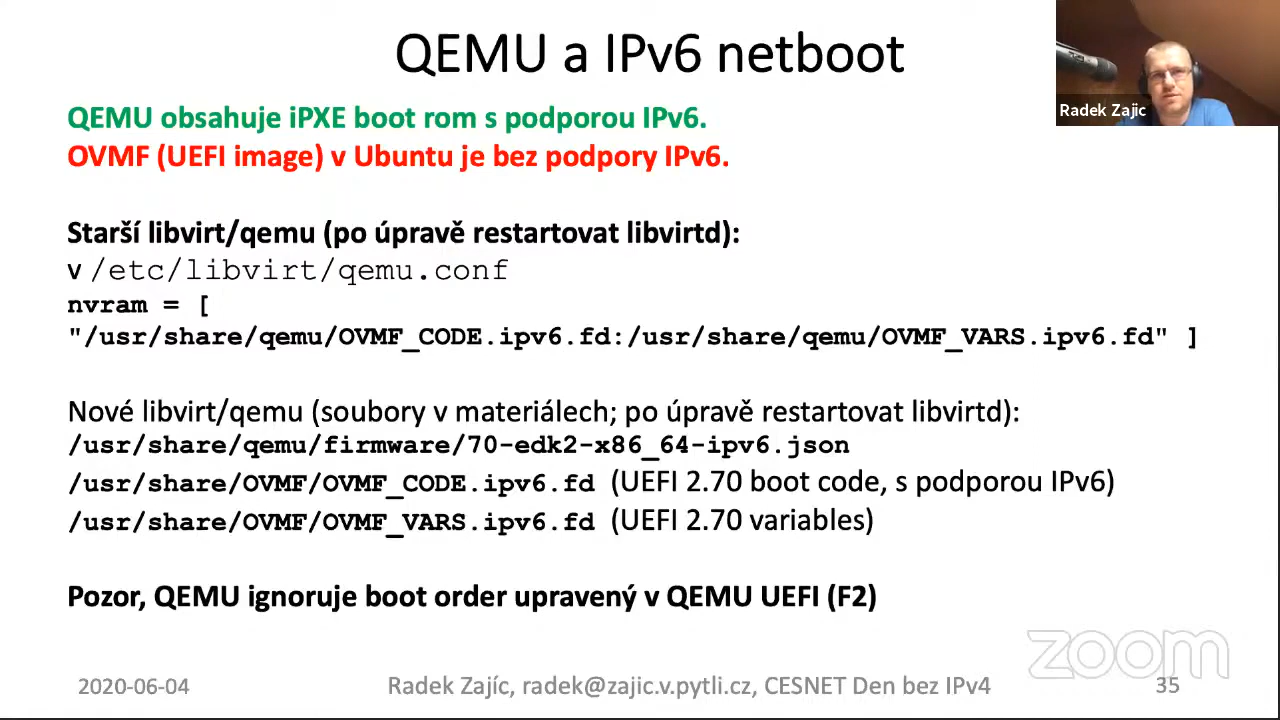 QEMU a IPv6 netboot
Radek Zajic
QEMU obsahuje iPXE boot rom s podporou IPv6.
OVMF (UEFI image) v Ubuntu je bez podpory IPv6.
Starší libvirt/qemu (po úpravě restartovat libvirtd):
v /etc/libvirt/qemu.conf
nvram = [
"/usr/share/qemu/OVMF_CODE.ipv6.fd:/usr/share/qemu/OVMF_VARS.ipv6.fd" ]
Nové libvirt/qemu (soubory v materiálech; po úpravě restartovat libvirtd):
/usr/share/qemu/firmware/70-edk2-x86_64-ipv6.json
/usr/share/OVMF/OVMF_CODE.ipv6.fd (UEFI 2.70 boot code, s podporou IPv6)
/usr/share/OVMF/OVMF_VARS.ipv6.fd (UEFI 2.70 variables)
Pozor, QEMU ignoruje boot order upravený v QEMU UEFI (F2)
zoom
2020-06-04 Radek Zajíc, radek@zajic.v.pytli.cz, CESNET Den bez IPv4 35